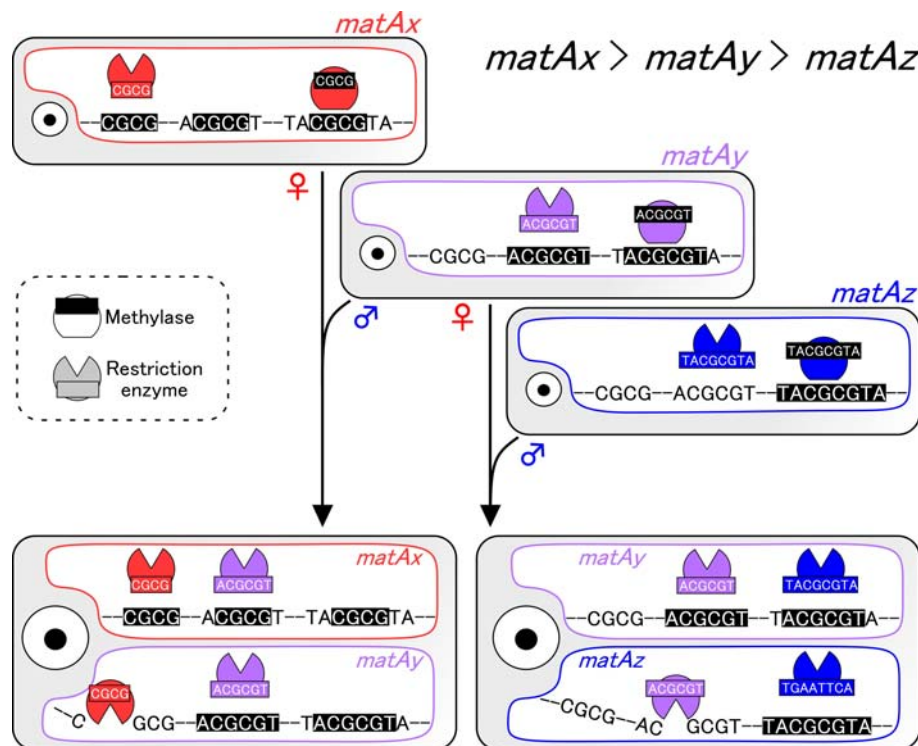 matAx
matAx > matAy > matAz
CGCG
CGCG
--CGCG--ACGCGT--TACGCGTA--
♀
matAy
ACGCGT
ACGCGT
--CGCG--ACGCGT--TACGCGTA--
♂
♀
matAz
TACGCGTA
TACGCGTA
--CGCG--ACGCGT--TACGCGTA--
♂
Methylase
Restriction
enzyme
matAx
CGCG
ACGCGT
--CGCG--ACGCGT--TACGCGTA--
matAy
CGCG
ACGCGT
--C GCG--ACGCGT--TACGCGTA--
matAy
ACGCGT
TACGCGTA
--CGCG--ACGCGT--TACGCGTA--
matAz
ACGCGT
TGAATTCA
--CGCG--AC GCGT--TACGCGTA--